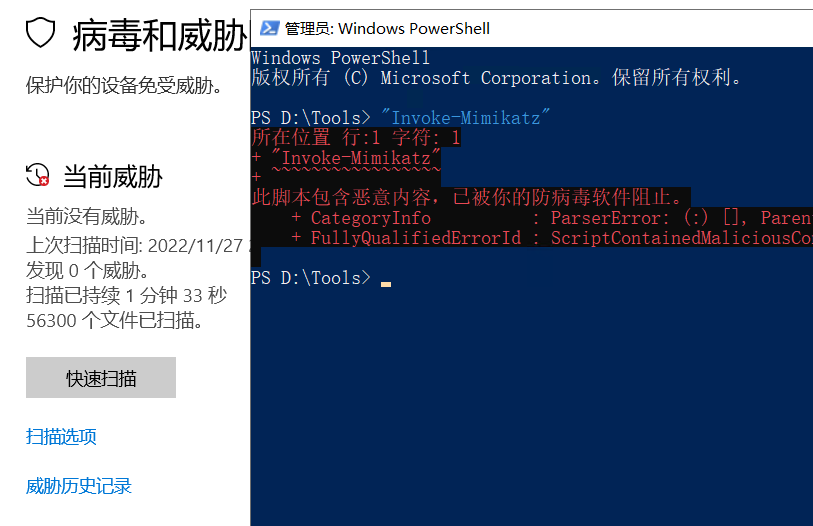 病毒和威胁
保护你的设备免受威胁。
当前威胁
当前没有威胁。
上次扫描时间: 2022/11/27
发现 0 个威胁。
扫描已持续 1 分钟 33 秒
56300 个文件已扫描。
快速扫描
扫描选项
威胁历史记录
管理员: Windows PowerShell
Windows PowerShell
版权所有 (C) Microsoft Corporation。保留所有权利。
PS D:\Tools> "Invoke-Mimikatz"
所在位置 行:1 字符: 1
+ "Invoke-Mimikatz"
+ ~~~~~~~~~~~~~~~~~
此脚本包含恶意内容，已被你的防病毒软件阻止。
+ CategoryInfo : ParserError: (:) [], Paren
+ FullyQualifiedErrorId : ScriptContainedMaliciousCo
PS D:\Tools>